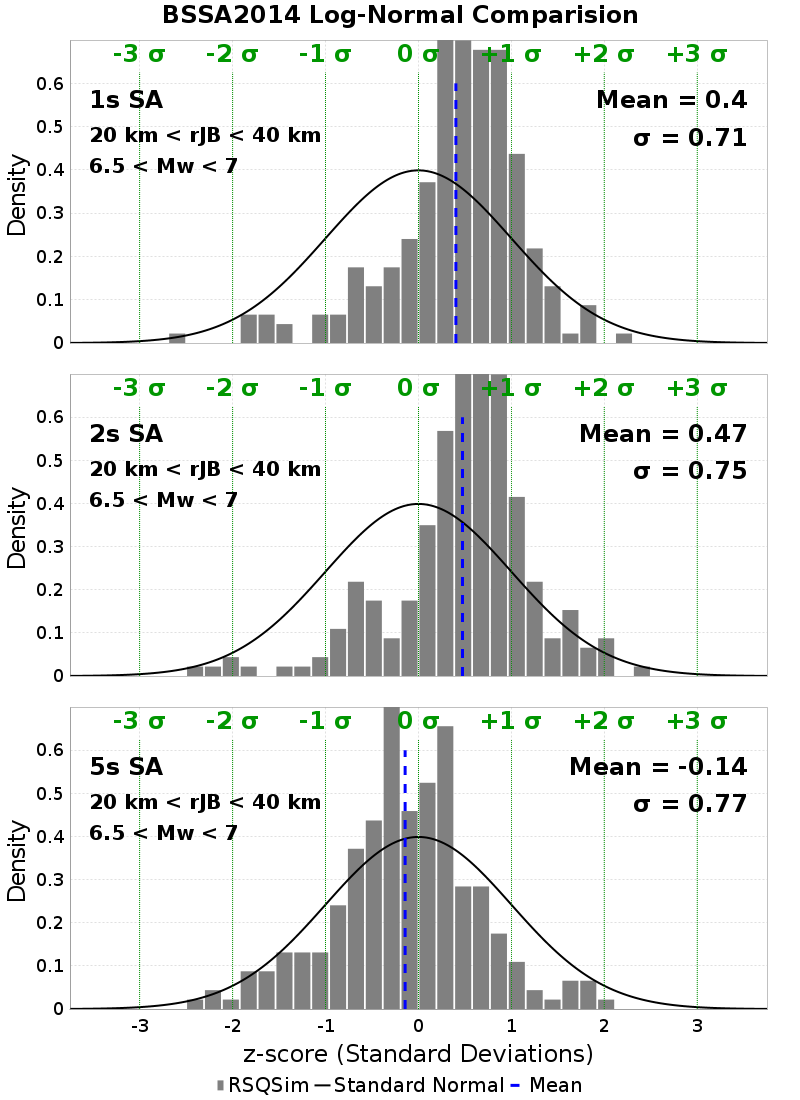 BSSA2014 Log-Normal Comparision
-3 σ -2 σ -1 σ 0 σ +1 σ +2 σ +3 σ
0.6
1s SA Mean = 0.4
0.5
20 km < rJB < 40 km σ = 0.71
6.5 < Mw < 7
0.4
0.3
0.2
0.1
0
Density
-3 σ -2 σ -1 σ 0 σ +1 σ +2 σ +3 σ
0.6
2s SA Mean = 0.47
0.5
20 km < rJB < 40 km σ = 0.75
6.5 < Mw < 7
0.4
0.3
0.2
0.1
0
Density
-3 σ -2 σ -1 σ 0 σ +1 σ +2 σ +3 σ
0.6
5s SA Mean = -0.14
0.5
20 km < rJB < 40 km σ = 0.77
6.5 < Mw < 7
0.4
0.3
0.2
0.1
0
Density
-3 -2 -1 0 1 2 3
z-score (Standard Deviations)
RSQSim Standard Normal Mean